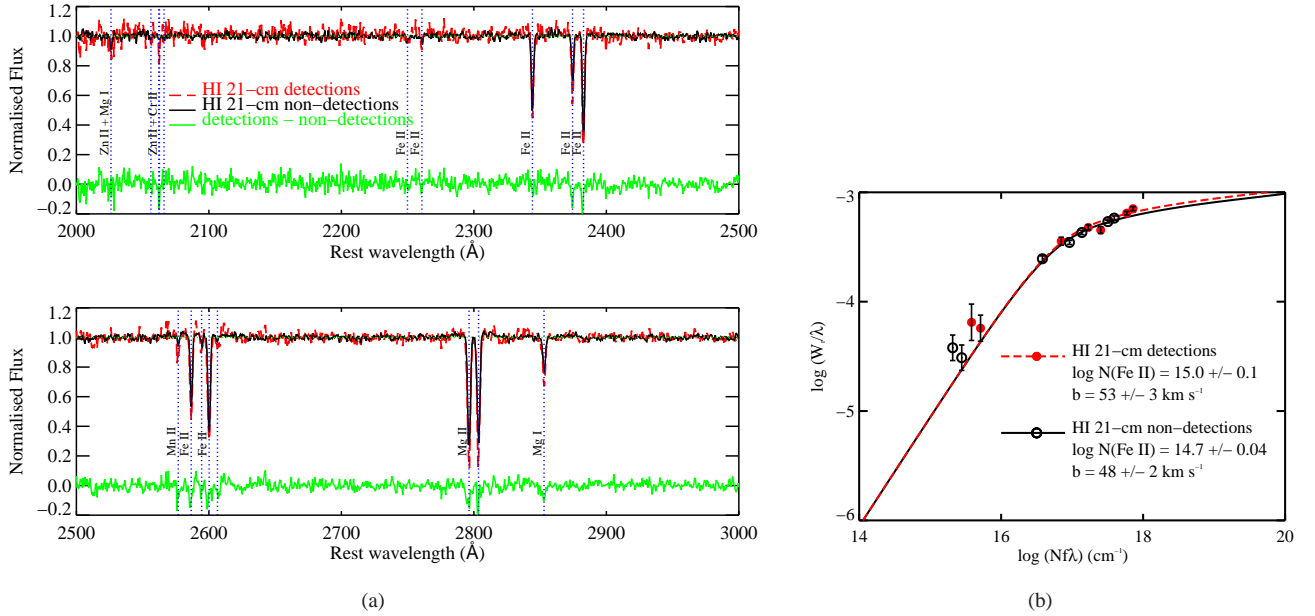 1.2
1.0
0.8
0.6
0.4
0.2
0.0
−0.2
Normalised Flux
Zn II + Mg I
Zn II + Cr II
HI 21−cm detections
HI 21−cm non−detections
detections − non−detections
Fe II
Fe II
Fe II
Fe II
Fe II
2000 2100 2200 2300 2400 2500
Rest wavelength (Å)
1.2
1.0
0.8
0.6
0.4
0.2
0.0
−0.2
Normalised Flux
Mn II
Fe II
Fe II
Mg II
Mg I
2500 2600 2700 2800 2900 3000
Rest wavelength (Å)
(a)
−3
−4
−5
−6
log (Wr/λ)
HI 21−cm detections
log N(Fe II) = 15.0 +/− 0.1
b = 53 +/− 3 km s⁻¹
HI 21−cm non−detections
log N(Fe II) = 14.7 +/− 0.04
b = 48 +/− 2 km s⁻¹
14 16 18 20
log (Nfλ) (cm⁻¹)
(b)